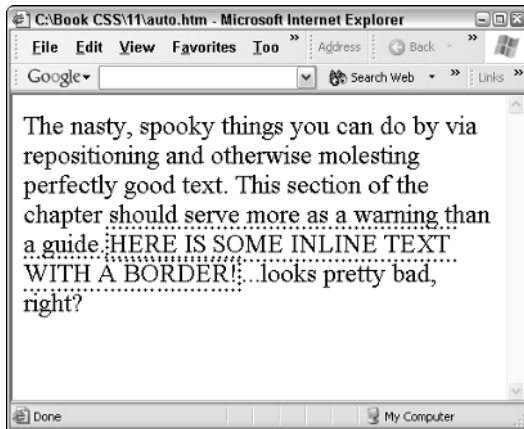 C:\Book CSS\11\auto.htm - Microsoft Internet Explorer
File Edit View Favorites Too » Address Back »
Google Search Web » Links »
The nasty, spooky things you can do by via
repositioning and otherwise molesting
perfectly good text. This section of the
chapter should serve more as a warning than
a guide. HERE IS SOME INLINE TEXT
WITH A BORDER!...looks pretty bad,
right?
Done My Computer